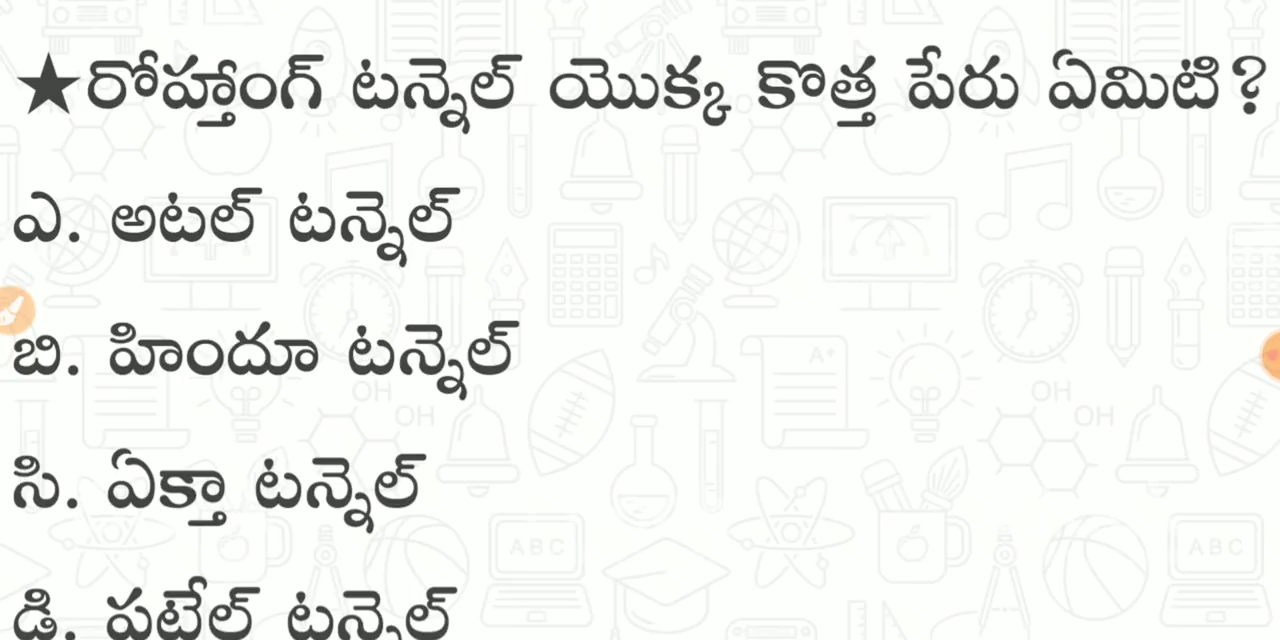 ★రోహ్తాంగ్ టన్నెల్ యొక్క కొత్త పేరు ఏమిటి?
ఎ. అటల్ టన్నెల్
బి. హిందూ టన్నెల్
సి. ఏక్తా టన్నెల్
డి. పటేల్ టన్నెల్